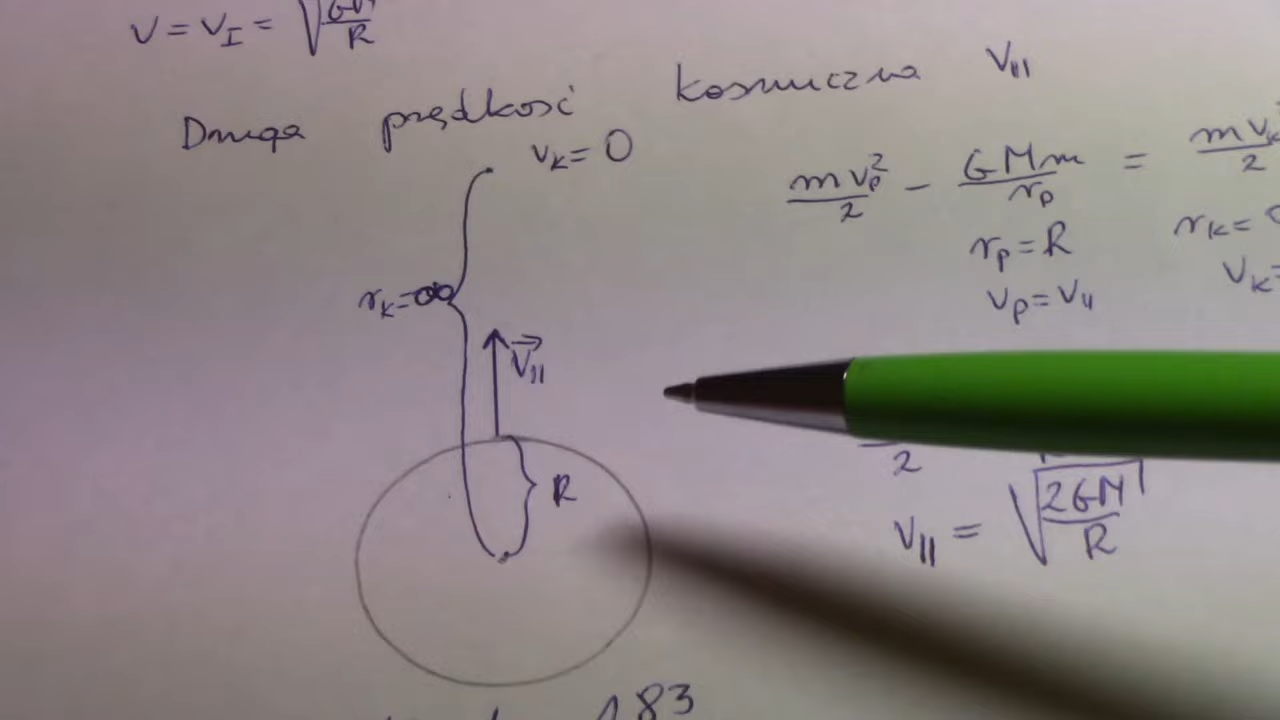 V = V_I = √(GM/R)
Druga prędkość kosmiczna V_II
v_k = 0
mv_p²/2 - GMm/r_p = mv_k/2
r_p = R
r_k =
v_p = v_II
v_k =
r_k = ∞
V_II
R
2
V_II = √(2GM/R)
183